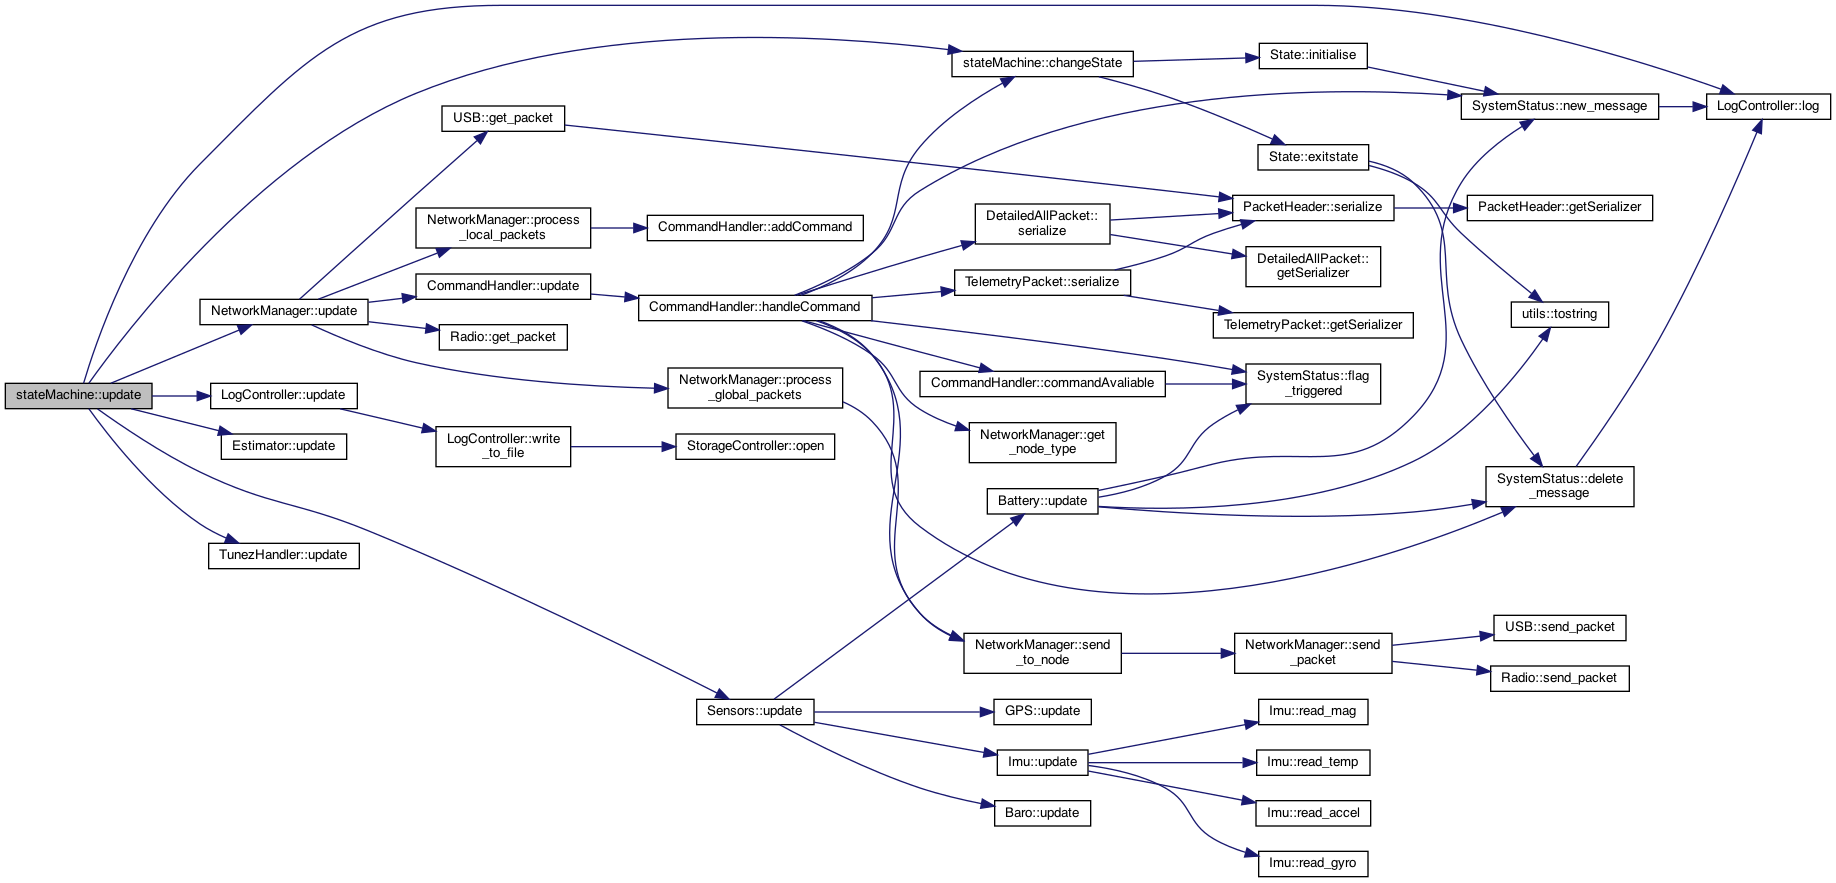 stateMachine::update
NetworkManager::update
LogController::update
Estimator::update
TunezHandler::update
USB::get_packet
NetworkManager::process
_local_packets
CommandHandler::update
Radio::get_packet
LogController::write
_to_file
CommandHandler::addCommand
CommandHandler::handleCommand
NetworkManager::process
_global_packets
StorageController::open
Sensors::update
stateMachine::changeState
DetailedAllPacket::
serialize
TelemetryPacket::serialize
CommandHandler::commandAvaliable
NetworkManager::get
_node_type
Battery::update
NetworkManager::send
_to_node
GPS::update
Imu::update
Baro::update
State::initialise
State::exitstate
PacketHeader::serialize
DetailedAllPacket::
getSerializer
TelemetryPacket::getSerializer
SystemStatus::flag
_triggered
NetworkManager::send
_packet
Imu::read_mag
Imu::read_temp
Imu::read_accel
Imu::read_gyro
SystemStatus::new_message
PacketHeader::getSerializer
utils::tostring
SystemStatus::delete
_message
USB::send_packet
Radio::send_packet
LogController::log